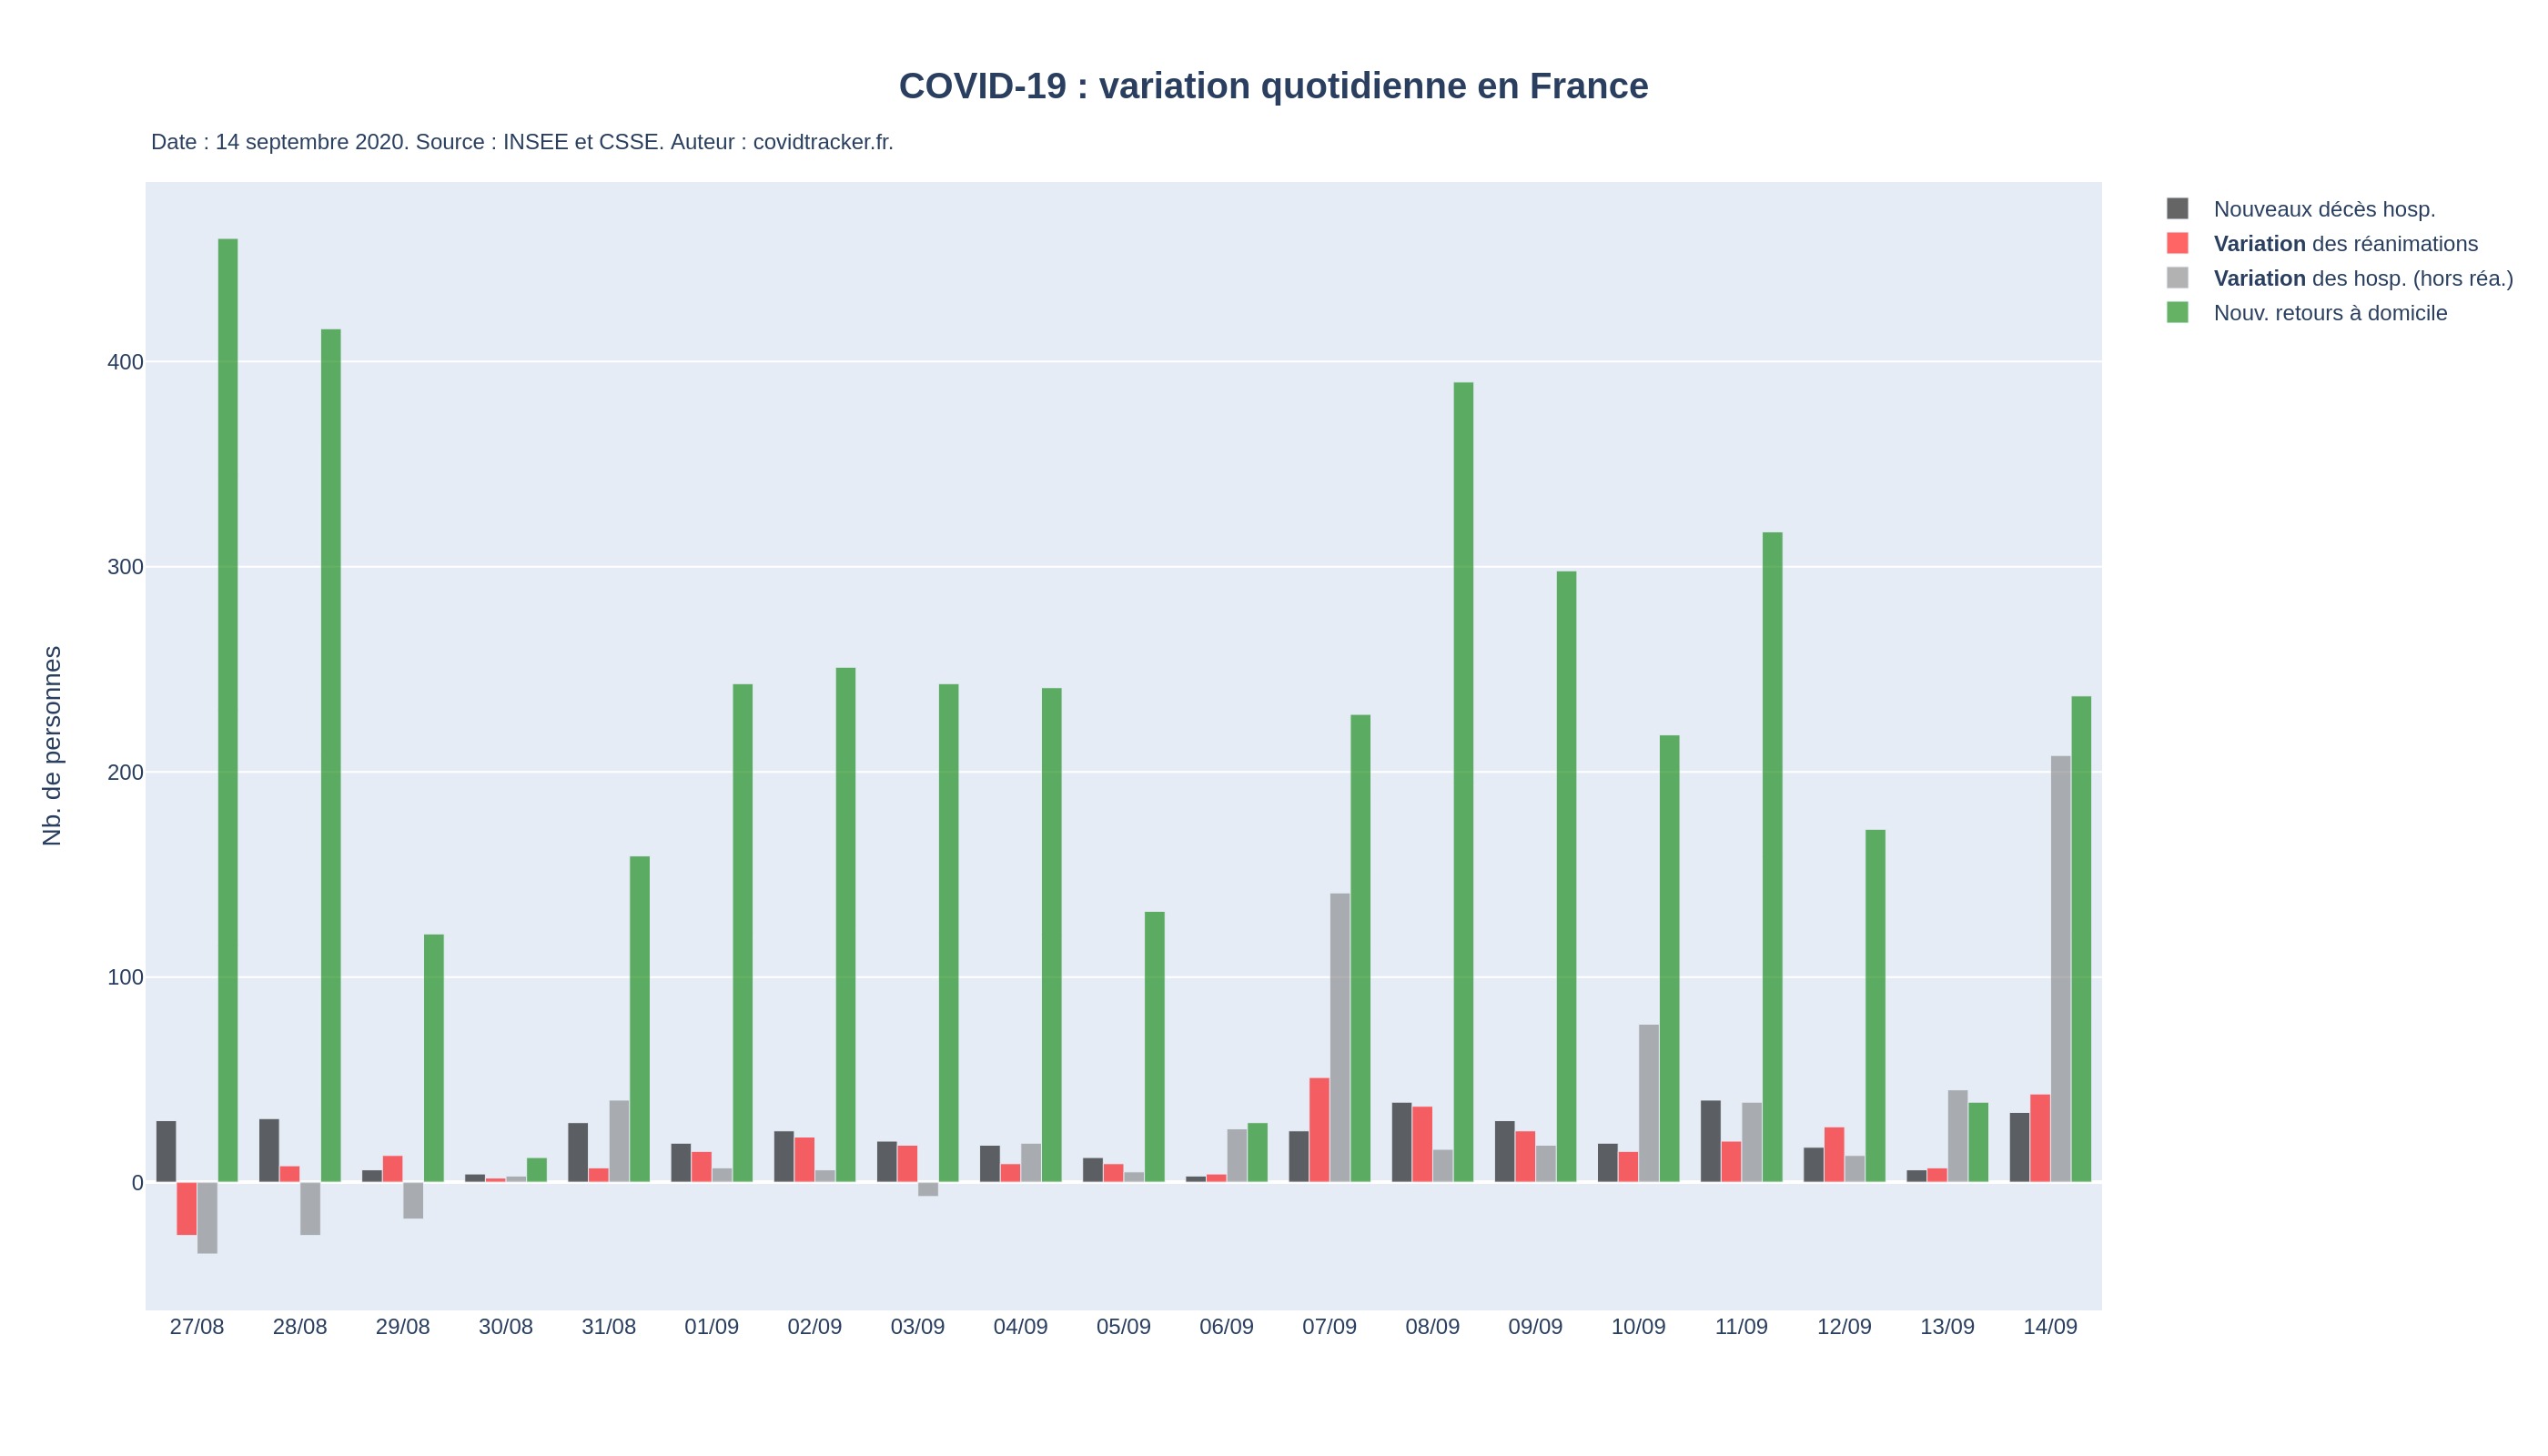 COVID-19 : variation quotidienne en France
Date : 14 septembre 2020. Source : INSEE et CSSE. Auteur : covidtracker.fr.
Nouveaux décès hosp.
Variation des réanimations
Variation des hosp. (hors réa.)
Nouv. retours à domicile
Nb. de personnes
400
300
200
100
0
27/08 28/08 29/08 30/08 31/08 01/09 02/09 03/09 04/09 05/09 06/09 07/09 08/09 09/09 10/09 11/09 12/09 13/09 14/09